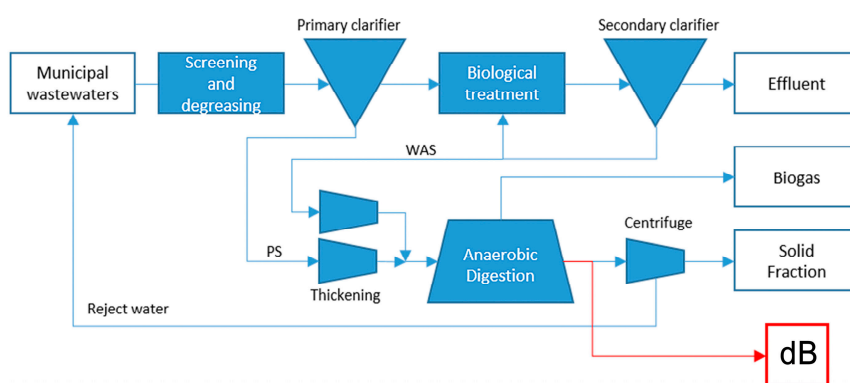 Primary clarifier
Secondary clarifier
Municipal
wastewaters
Screening
and
degreasing
Biological
treatment
Effluent
WAS
Biogas
Centrifuge
PS
Anaerobic
Digestion
Solid
Fraction
Thickening
Reject water
dB